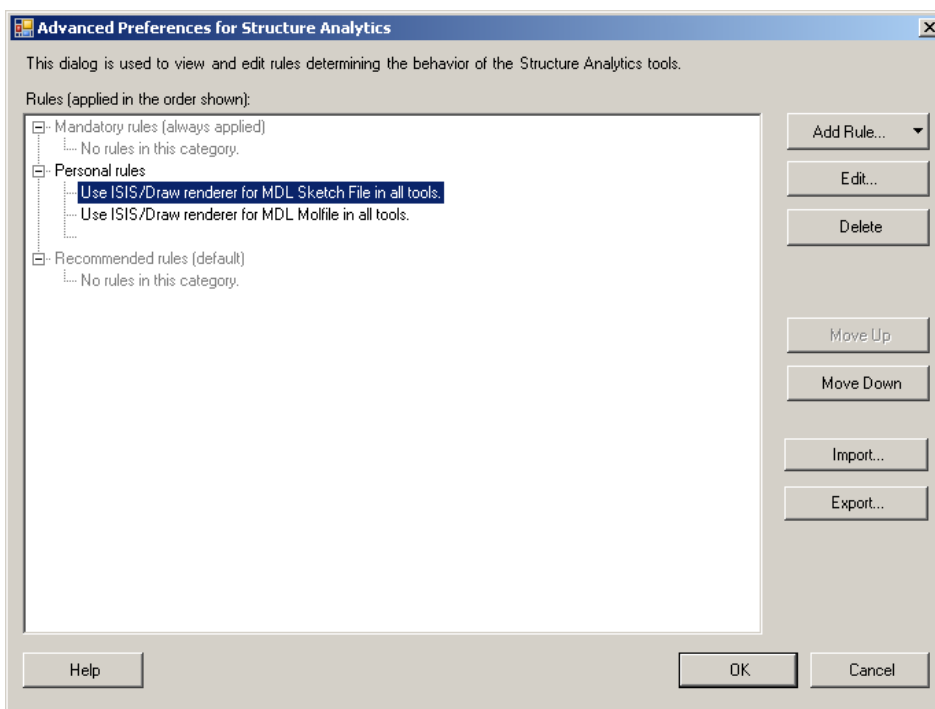 Advanced Preferences for Structure Analytics
This dialog is used to view and edit rules determining the behavior of the Structure Analytics tools.
Rules (applied in the order shown):
Mandatory rules (always applied)
No rules in this category.
Personal rules
Use ISIS/Draw renderer for MDL Sketch File in all tools.
Use ISIS/Draw renderer for MDL Molfile in all tools.
Recommended rules (default)
No rules in this category.
Add Rule...
Edit...
Delete
Move Up
Move Down
Import...
Export...
Help
OK
Cancel